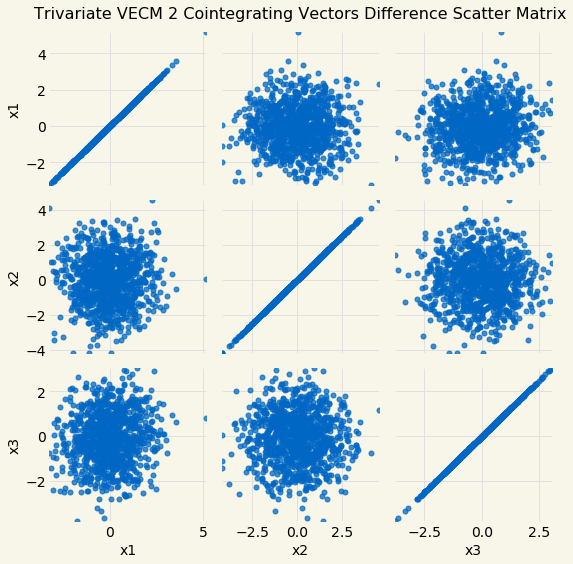 Trivariate VECM 2 Cointegrating Vectors Difference Scatter Matrix
4
2
0
−2
x1
4
2
0
−2
−4
x2
2
0
−2
x3
0 5
−2.5 0.0 2.5
−2.5 0.0 2.5
x1 x2 x3